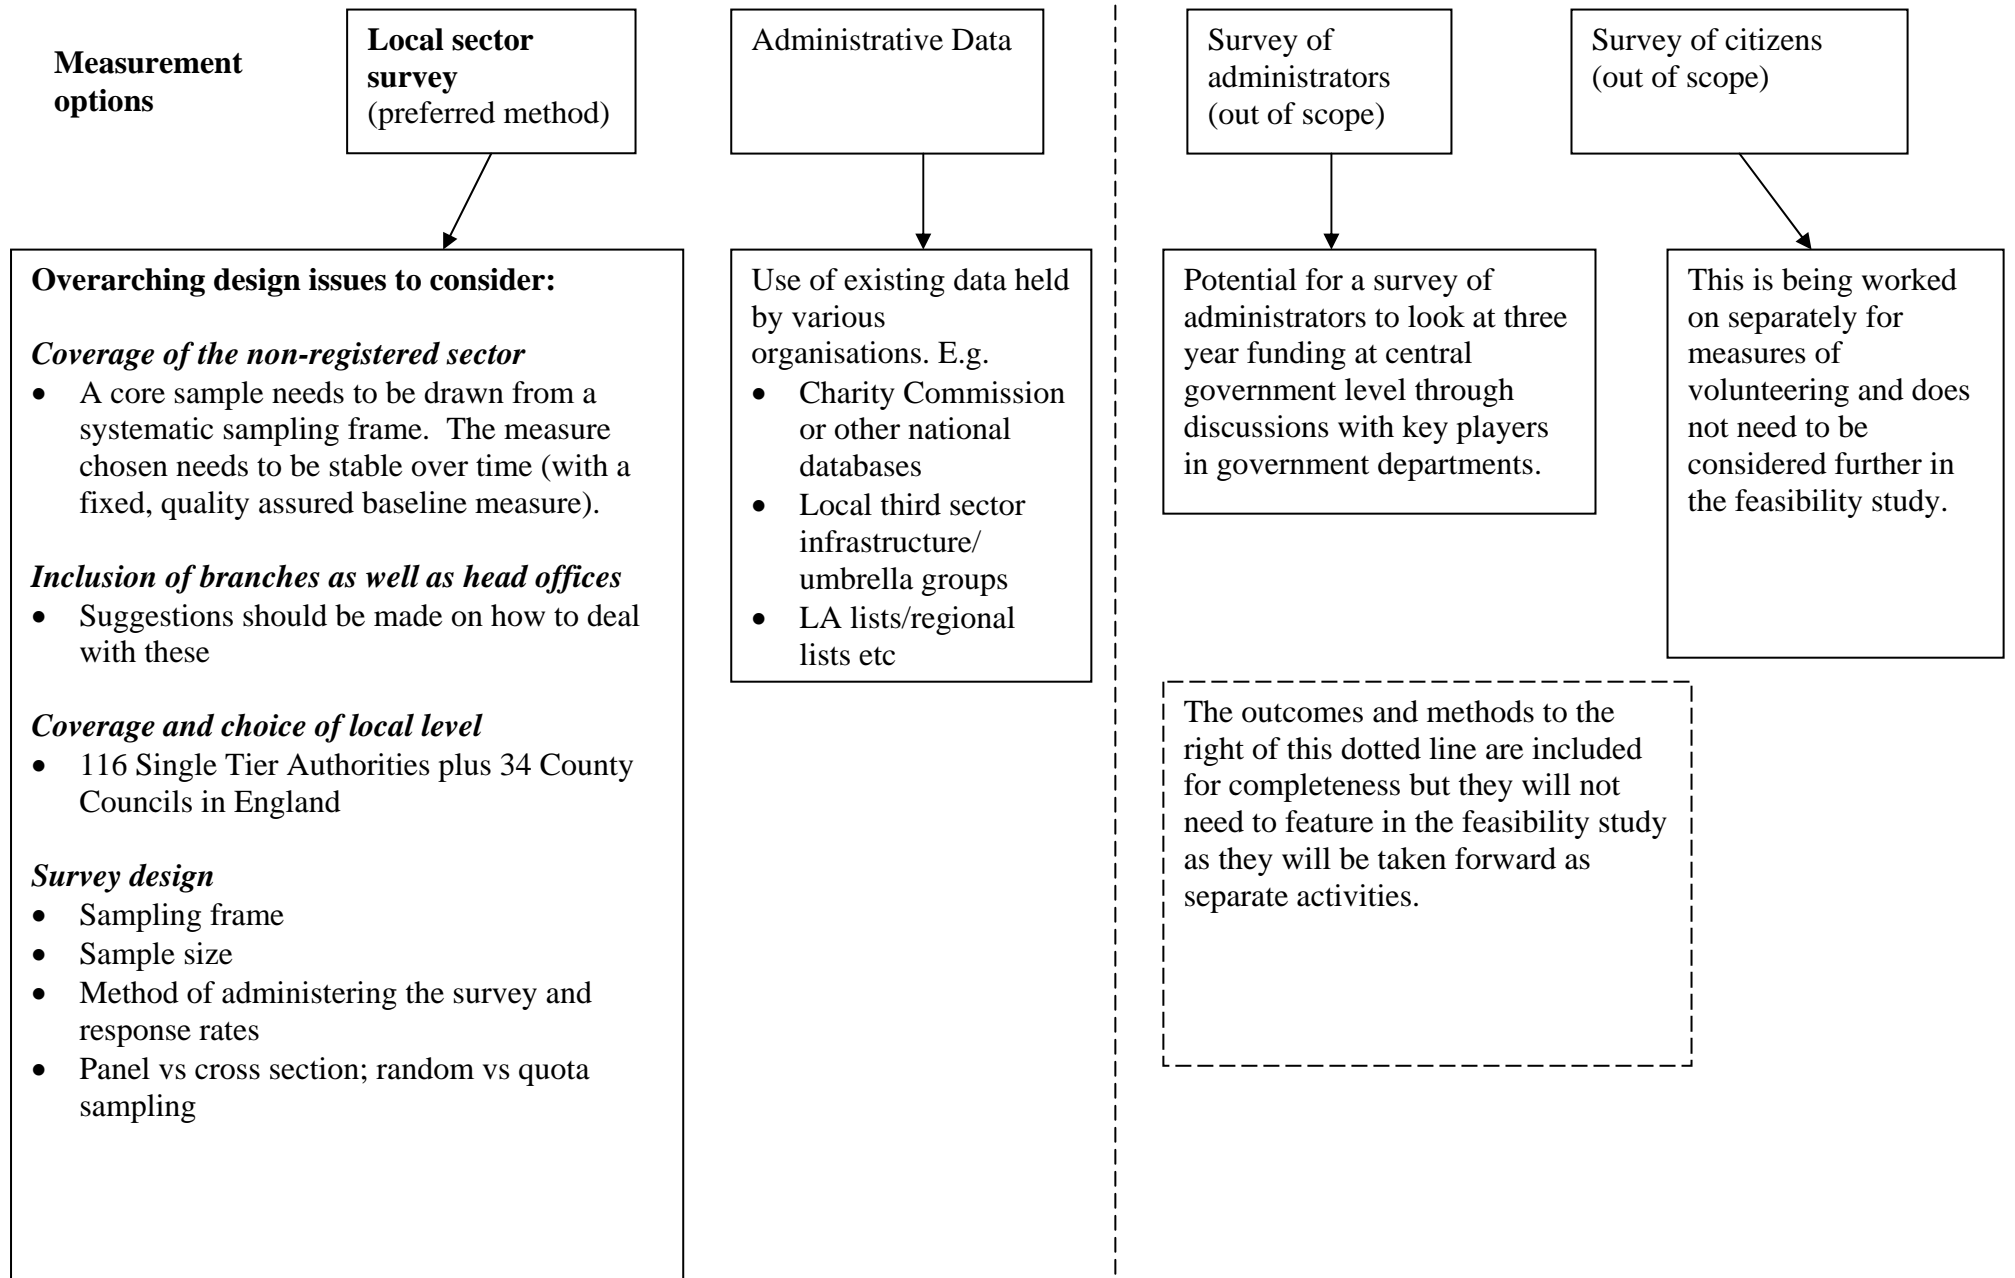 Measurement
options
Local sector
survey
(preferred method)
Administrative Data
Survey of
administrators
(out of scope)
Survey of citizens
(out of scope)
Overarching design issues to consider:
Coverage of the non-registered sector
• A core sample needs to be drawn from a
systematic sampling frame.  The measure
chosen needs to be stable over time (with a
fixed, quality assured baseline measure).
Inclusion of branches as well as head offices
• Suggestions should be made on how to deal
with these
Coverage and choice of local level
• 116 Single Tier Authorities plus 34 County
Councils in England
Survey design
• Sampling frame
• Sample size
• Method of administering the survey and
response rates
• Panel vs cross section; random vs quota
sampling
Use of existing data held
by various
organisations. E.g.
• Charity Commission
or other national
databases
• Local third sector
infrastructure/
umbrella groups
• LA lists/regional
lists etc
Potential for a survey of
administrators to look at three
year funding at central
government level through
discussions with key players
in government departments.
This is being worked
on separately for
measures of
volunteering and does
not need to be
considered further in
the feasibility study.
The outcomes and methods to the
right of this dotted line are included
for completeness but they will not
need to feature in the feasibility study
as they will be taken forward as
separate activities.